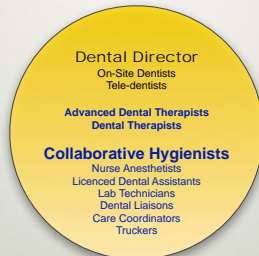 Dental Director
On-Site Dentists
Tele-dentists
Advanced Dental Therapists
Dental Therapists
Collaborative Hygienists
Nurse Anesthetists
Licenced Dental Assistants
Lab Technicians
Dental Liaisons
Care Coordinators
Truckers